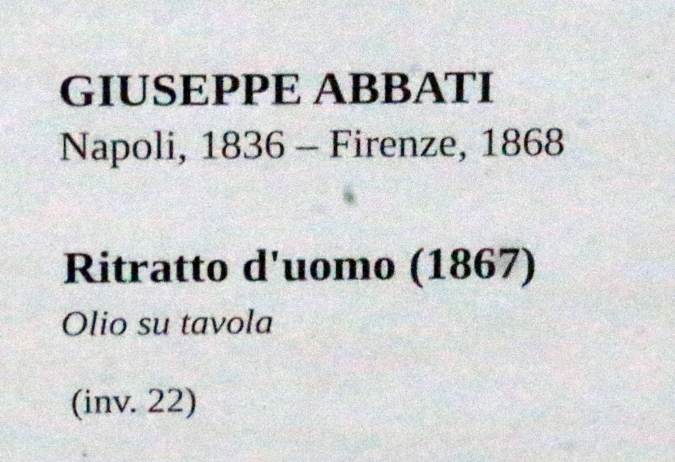 GIUSEPPE ABBATI
Napoli, 1836 – Firenze, 1868
Ritratto d'uomo (1867)
Olio su tavola
(inv. 22)